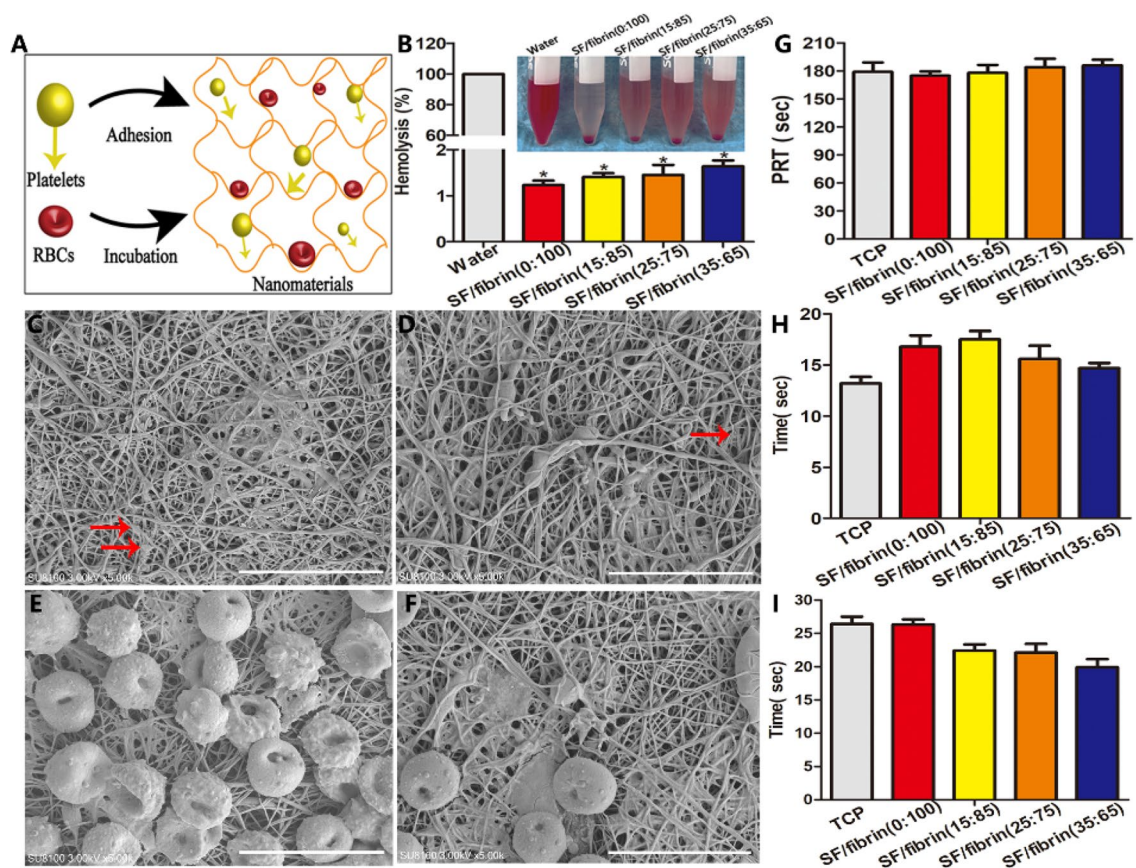 A
Platelets
Adhesion
RBCs
Incubation
Nanomaterials
B
Hemolysis (%)
120
100
80
60
2
1
0
Water
SF/fibrin(0:100)
SF/fibrin(15:85)
SF/fibrin(25:75)
SF/fibrin(35:65)
*
*
*
*
Water
SF/fibrin(0:100)
SF/fibrin(15:85)
SF/fibrin(25:75)
SF/fibrin(35:65)
G
PRT ( sec)
210
180
150
120
90
60
30
0
TCP
SF/fibrin(0:100)
SF/fibrin(15:85)
SF/fibrin(25:75)
SF/fibrin(35:65)
C
SU8100 3.00kV x5.00k
D
SU8100 3.00kV x5.00k
H
Time( sec)
20
15
10
5
0
TCP
SF/fibrin(0:100)
SF/fibrin(15:85)
SF/fibrin(25:75)
SF/fibrin(35:65)
E
SU8100 3.00kV x5.00k
F
SU8100 3.00kV x5.00k
I
Time( sec)
30
25
20
15
10
5
0
TCP
SF/fibrin(0:100)
SF/fibrin(15:85)
SF/fibrin(25:75)
SF/fibrin(35:65)